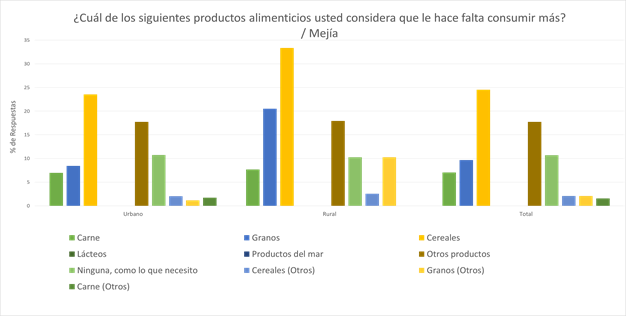 ¿Cuál de los siguientes productos alimenticios usted considera que le hace falta consumir más?
/ Mejía
% de Respuestas
35
30
25
20
15
10
5
0
Urbano Rural Total
Carne Granos Cereales
Lácteos Productos del mar Otros productos
Ninguna, como lo que necesito Cereales (Otros) Granos (Otros)
Carne (Otros)